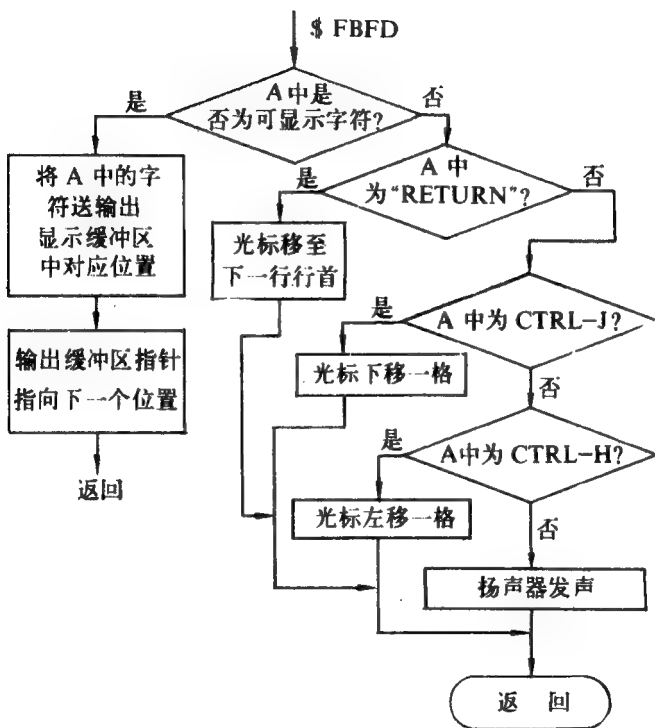 $ FBFD
A 中是
否为可显示字符?
是
否
将 A 中的字
符送输出
显示缓冲区
中对应位置
输出缓冲区指针
指向下一个位置
返回
A 中
为“RETURN”?
是
否
光标移至
下一行行首
A 中为 CTRL-J?
是
否
光标下移一格
A中为 CTRL-H?
是
否
光标左移一格
扬声器发声
返 回